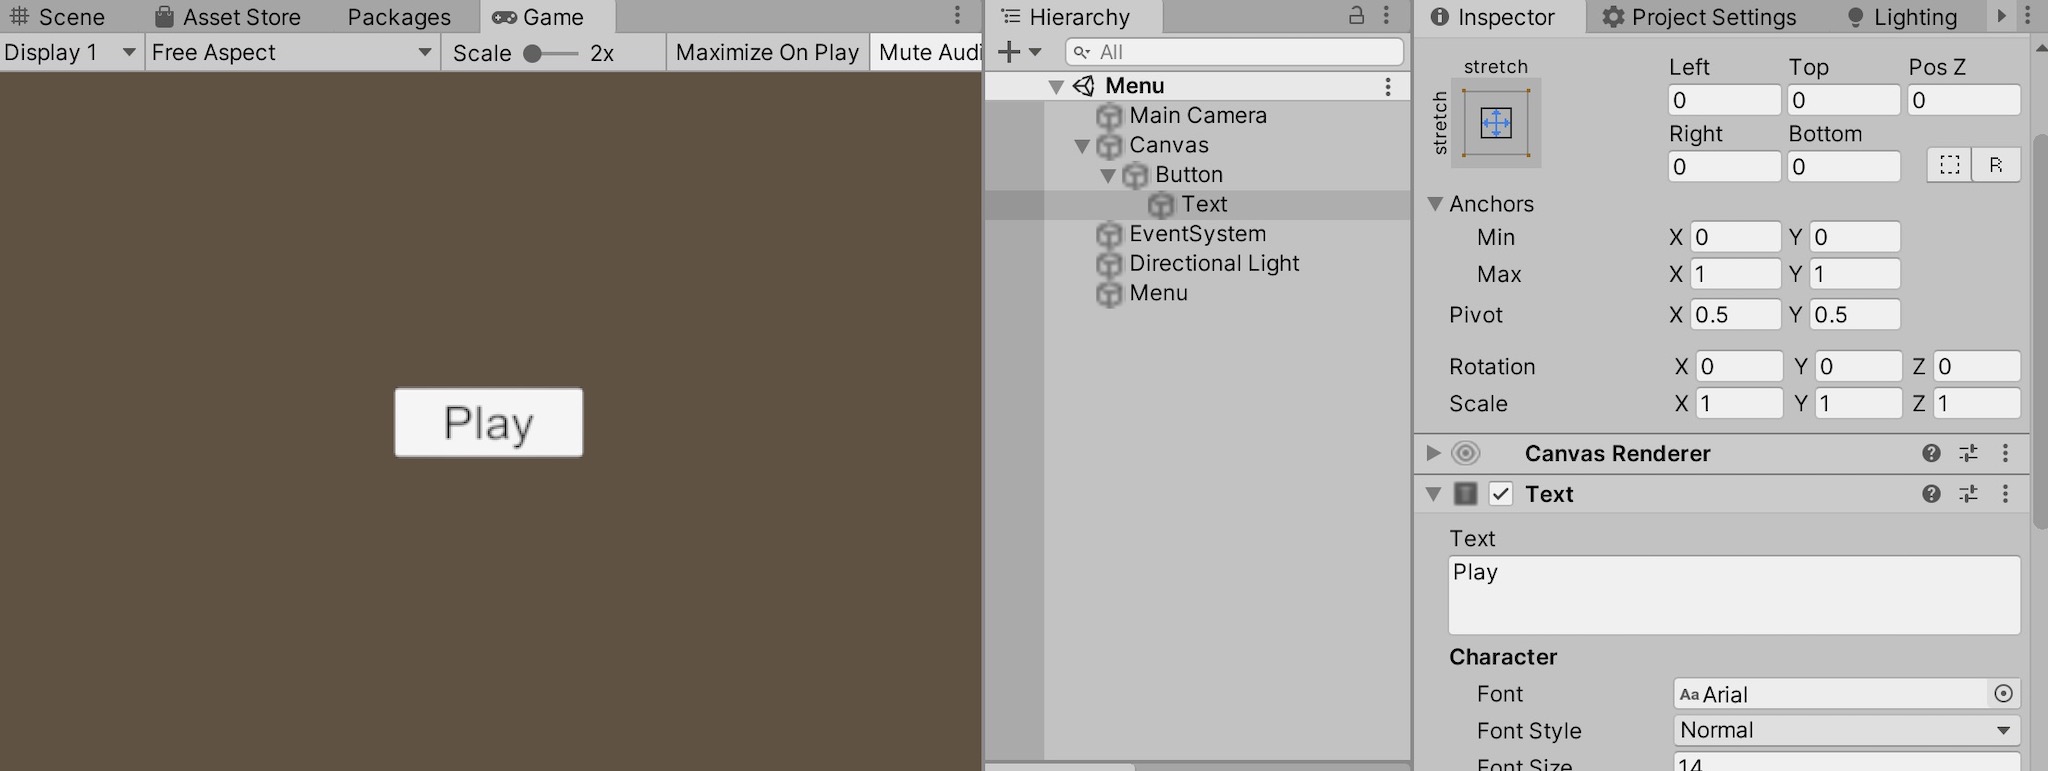 Scene Asset Store Packages Game
Display 1 Free Aspect Scale 2x Maximize On Play Mute Audi
Play
Hierarchy
All
Menu
Main Camera
Canvas
Button
Text
EventSystem
Directional Light
Menu
Inspector Project Settings Lighting
stretch Left Top Pos Z
stretch 0 0 0
Right Bottom
0 0 R
Anchors
Min X 0 Y 0
Max X 1 Y 1
Pivot X 0.5 Y 0.5
Rotation X 0 Y 0 Z 0
Scale X 1 Y 1 Z 1
Canvas Renderer
Text
Text
Play
Character
Font Aa Arial
Font Style Normal
Font Size 14